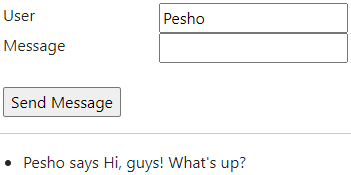 User Pesho
Message
Send Message
Pesho says Hi, guys! What's up?